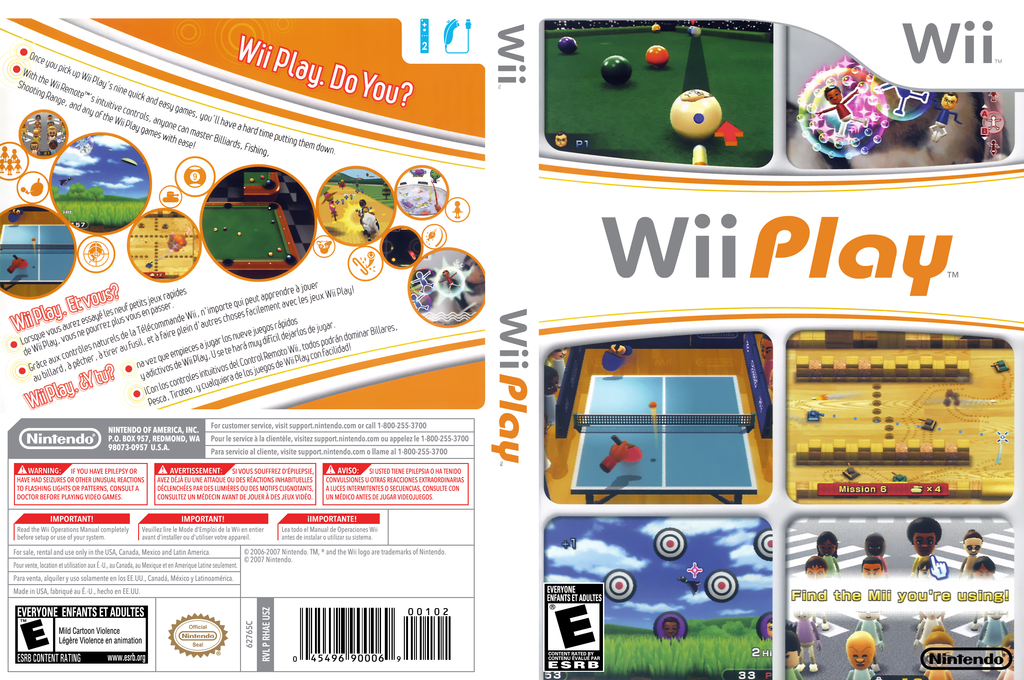 Wii Play. Do You?
2
Once you pick up Wii Play's nine quick and easy games, you'll have a hard time putting them down.
With the Wii Remote™'s intuitive controls, anyone can master Billiards, Fishing,
Shooting Range, and any of the Wii Play games with ease!
Wii Play. Et vous?
Lorsque vous aurez essayé les neuf petits jeux rapides
de Wii Play, vous ne pourrez plus vous en passer.
Grâce aux contrôles naturels de la Télécommande Wii, n'importe qui peut apprendre à jouer
au billard, à pêcher, à tirer au fusil, et à faire plein d'autres choses facilement avec les jeux Wii Play!
Wii Play. ¿Y tu?
na vez que empieces a jugar los nueve juegos rápidos
y adictivos de Wii Play. U se te hará muy difícil dejarlos de jugar.
¡Con los controles intuitivos del Control Remoto Wii, todos podrán dominar Billares,
Pesca, Tiroteo, y cualquiera de los juegos de Wii Play con facilidad!
Nintendo®
NINTENDO OF AMERICA, INC.
P.O. BOX 957, REDMOND, WA
98073-0957 U.S.A.
For customer service, visit support.nintendo.com or call 1-800-255-3700
Pour le service à la clientèle, visitez support.nintendo.com ou appelez le 1-800-255-3700
Para servicio al cliente, visite support.nintendo.com o llame al 1-800-255-3700
WARNING: IF YOU HAVE EPILEPSY OR
HAVE HAD SEIZURES OR OTHER UNUSUAL REACTIONS
TO FLASHING LIGHTS OR PATTERNS, CONSULT A
DOCTOR BEFORE PLAYING VIDEO GAMES.
AVERTISSEMENT: SI VOUS SOUFFREZ D'ÉPILEPSIE,
AVEZ DÉJÀ EU UNE ATTAQUE OU DES RÉACTIONS INHABITUELLES
DÉCLENCHÉES PAR DES LUMIÈRES OU DES MOTIFS CLIGNOTANTS,
CONSULTEZ UN MÉDECIN AVANT DE JOUER À DES JEUX VIDÉO.
AVISO: SI USTED TIENE EPILEPSIA O HA TENIDO
CONVULSIONES U OTRAS REACCIONES EXTRAORDINARIAS
A LUCES INTERMITENTES O SECUENCIAS, CONSULTE CON
UN MÉDICO ANTES DE JUGAR VIDEOJUEGOS.
IMPORTANT!
Read the Wii Operations Manual completely
before setup or use of your system.
IMPORTANT!
Veuillez lire le Mode d'Emploi de la Wii en entier
avant d'installer ou d'utiliser votre appareil.
¡IMPORTANTE!
Lea todo el Manual de Operaciones Wii
antes de instalar o utilizar su sistema.
For sale, rental and use only in the USA, Canada, Mexico and Latin America.
Pour vente, location et utilisation aux É.-U., au Canada, au Mexique et en Amérique Latine seulement.
Para venta, alquiler y uso solamente en los EE.UU., Canadá, México y Latinoamérica.
Made in USA, fabriqué au É.-U., hecho en EE.UU.
© 2006-2007 Nintendo. TM, ® and the Wii logo are trademarks of Nintendo.
© 2007 Nintendo.
EVERYONE ENFANTS ET ADULTES
E
Mild Cartoon Violence
Légère Violence en animation
ESRB CONTENT RATING www.esrb.org
Official
Nintendo
Seal
62765C
RVL P RHAE USZ
00102
0 45496 90006 9
Wii™
Wii Play™
Wii™
P1
Wii Play™
Mission 6 ×4
+1
2 Hi
53
33 P
EVERYONE
ENFANTS ET ADULTES
E
CONTENT RATED BY
CONTENU ÉVALUÉ PAR
ESRB
Find the Mii you're using!
Nintendo®